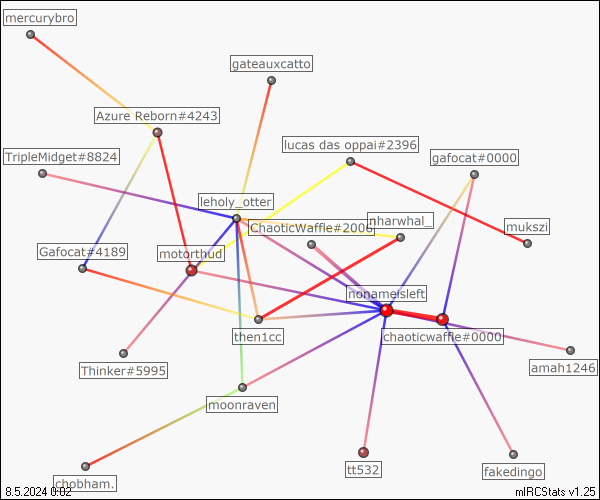 mercurybro
gateauxcatto
Azure Reborn#4243
lucas das oppai#2396
TripleMidget#8824
gafocat#0000
leholy_otter
nharwhal_
ChaoticWaffle#2006
mukszi
Gafocat#4189
motorthud
nonameisleft
then1cc
chaoticwaffle#0000
Thinker#5995
amah1246
moonraven
tt532
fakedingo
chobham.
8.5.2024 0:02
mIRCStats v1.25